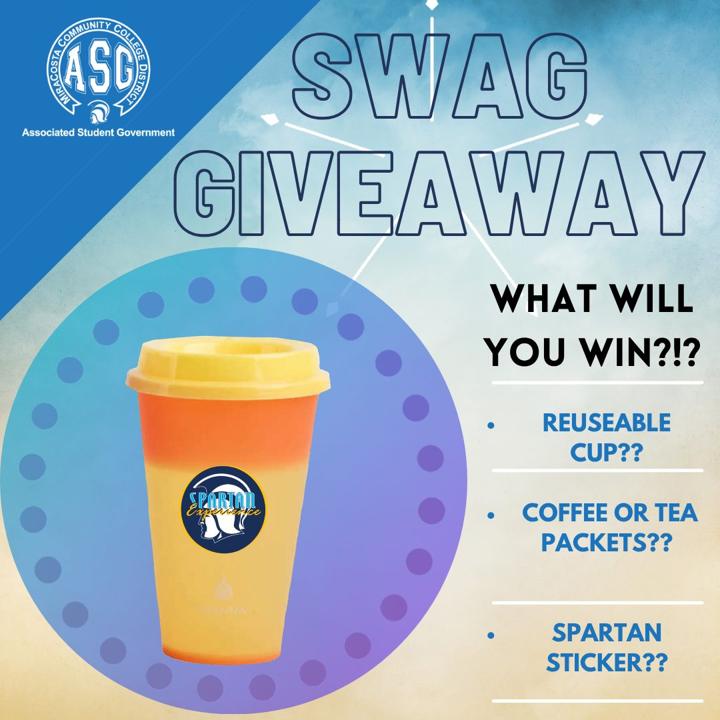 MIRACOSTA COMMUNITY COLLEGE DISTRICT
ASG
Associated Student Government
SWAG
GIVEAWAY
WHAT WILL
YOU WIN?!?
• REUSEABLE
CUP??
• COFFEE OR TEA
PACKETS??
• SPARTAN
STICKER??
SPARTAN
Experience